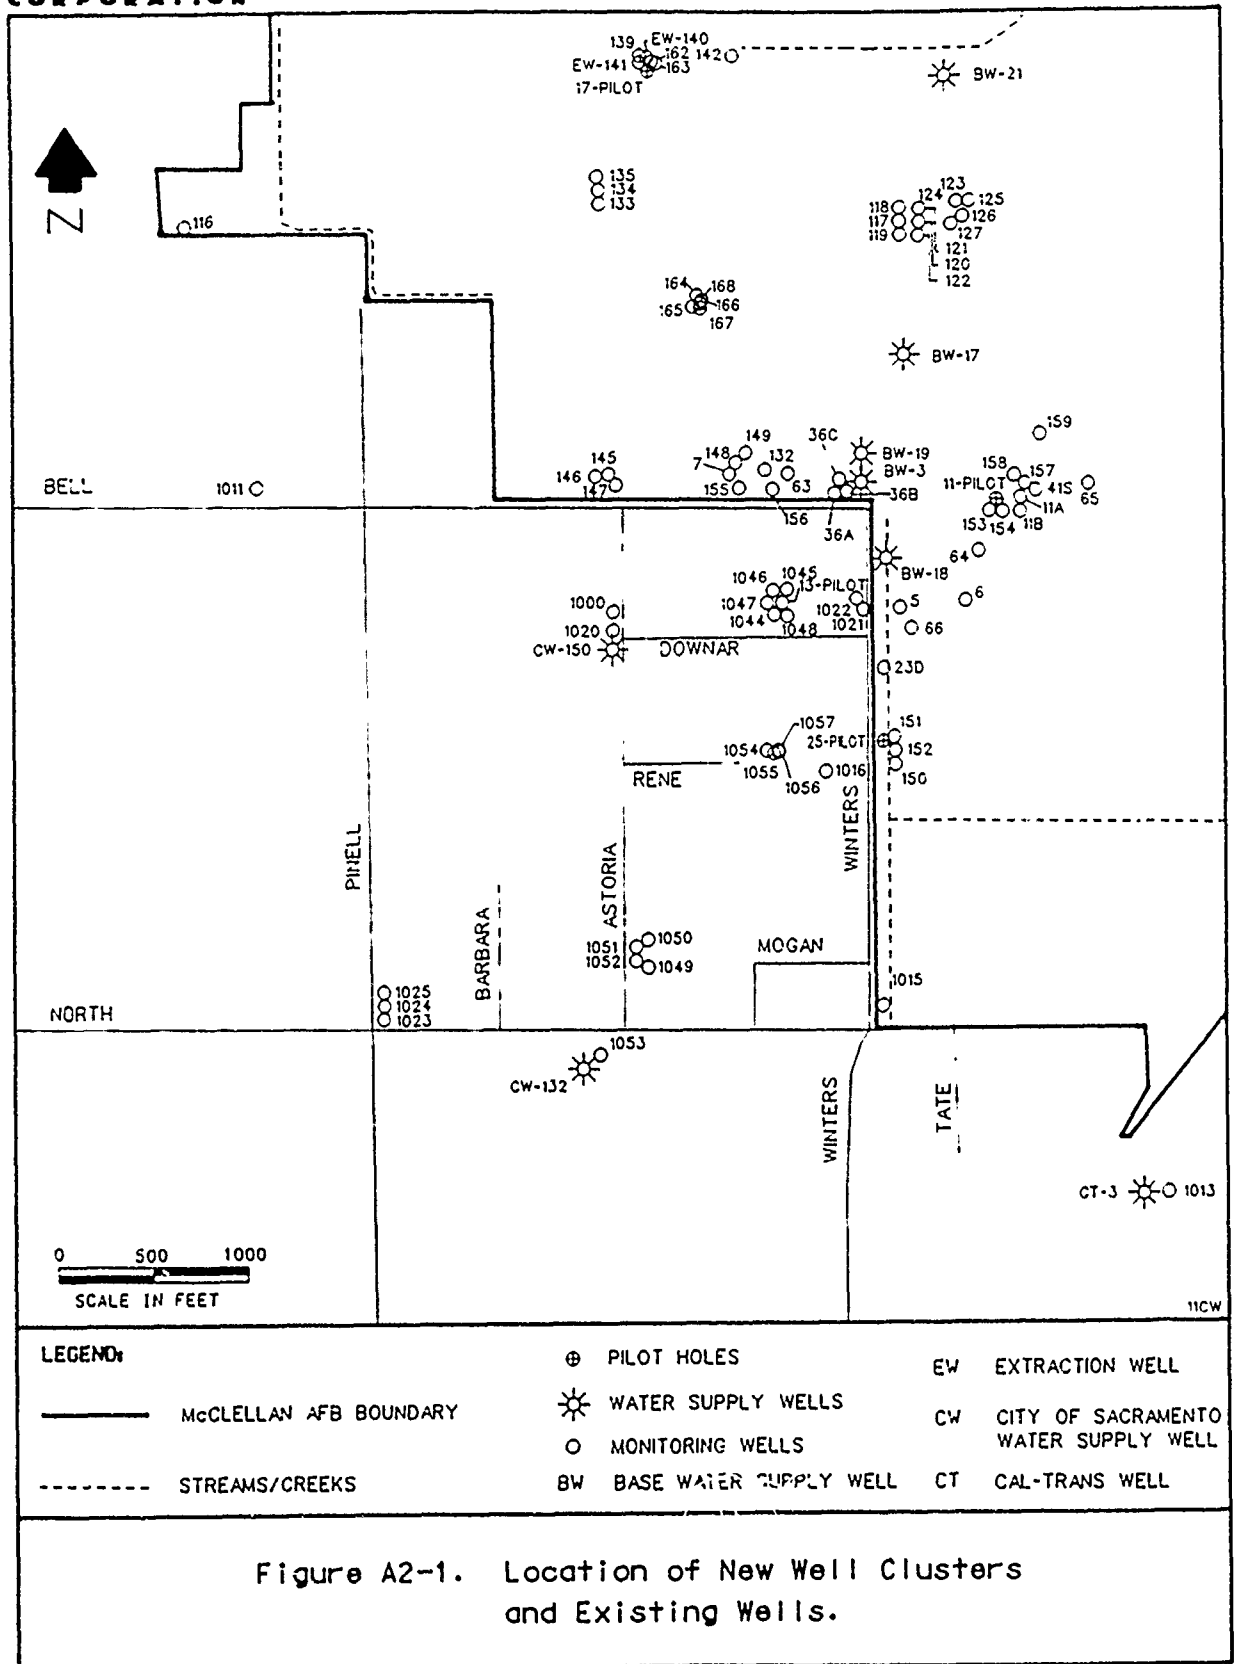 CORPORATION
139 EW-140
162 142
EW-141
163
17-PILOT
BW-21
135
134
133
116
123
124 125
118
117 126
119 127
121
120
122
164 168
166
165
167
BW-17
159
36C
149
148 132
BW-19
145
7
BW-3
158 157
146
11-PILOT
BELL
1011
147
155
63
36B
41S
65
156
11A
153 154 11B
36A
64
BW-18
1046 1045
13-PILOT
1000
1047
1022
5
6
1044
1048
1021
66
1020
CW-150
DOWNAR
23D
1057
151
25-PILOT
1054
152
1055
1016
150
RENE
1056
WINTERS
PINELL
ASTORIA
BARBARA
1050
1051
MOGAN
1052
1049
1025
1024
1023
1015
NORTH
1053
CW-132
WINTERS
TATE
CT-3
1013
N
0 500 1000
SCALE IN FEET
11CW
LEGEND:
PILOT HOLES
EW EXTRACTION WELL
McCLELLAN AFB BOUNDARY
WATER SUPPLY WELLS
CW CITY OF SACRAMENTO
WATER SUPPLY WELL
MONITORING WELLS
STREAMS/CREEKS
BW BASE WATER SUPPLY WELL
CT CAL-TRANS WELL
Figure A2-1. Location of New Well Clusters
and Existing Wells.